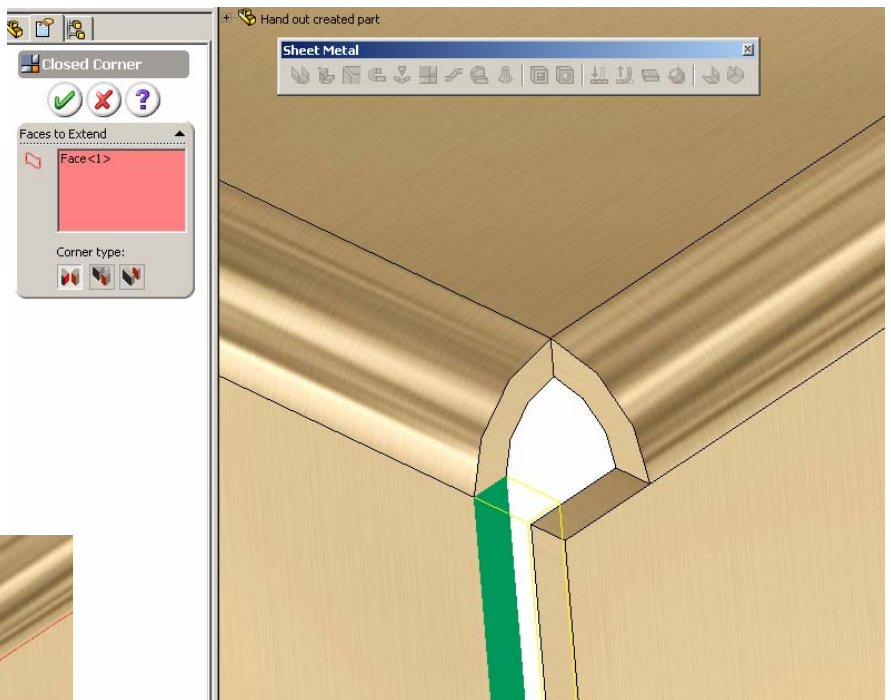 Hand out created part
Sheet Metal
Closed Corner
?
Faces to Extend
Face<1>
Corner type: